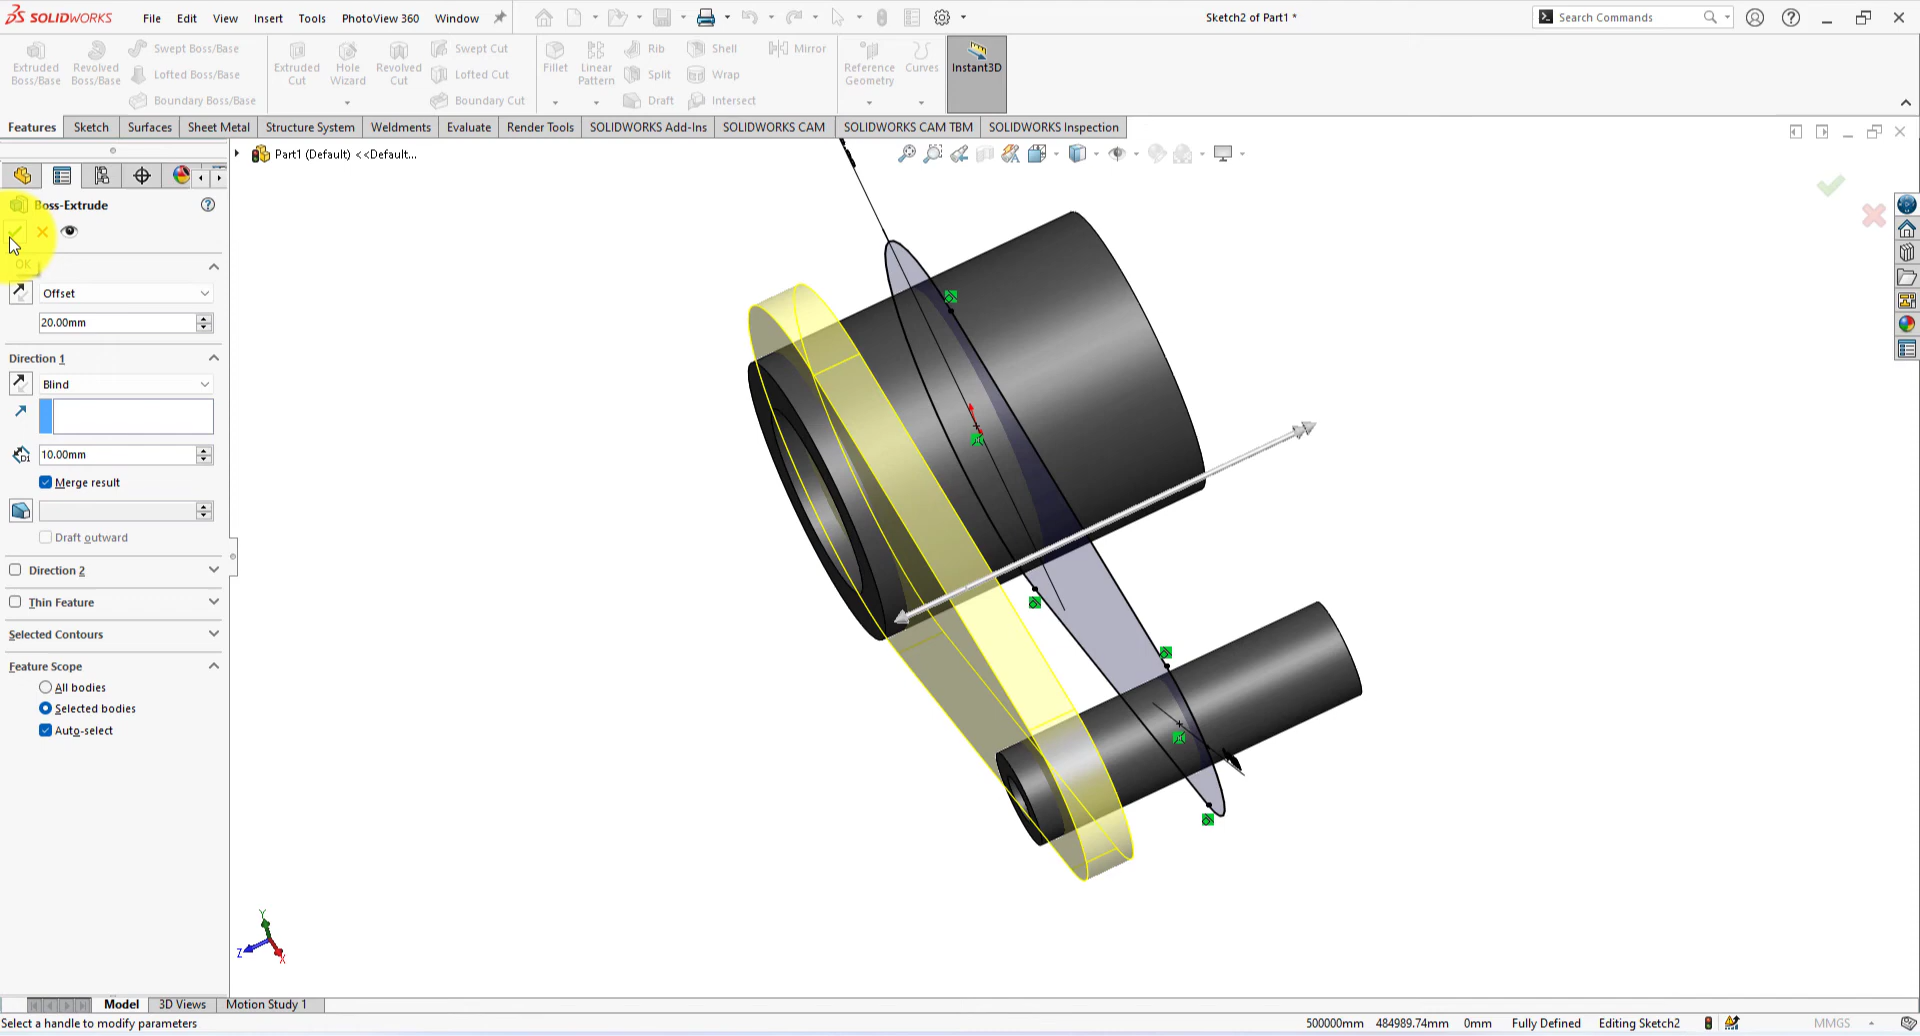 SOLIDWORKS File Edit View Insert Tools PhotoView 360 Window Sketch2 of Part1 * Search Commands
Extruded Boss/Base
Revolved Boss/Base
Swept Boss/Base
Lofted Boss/Base
Boundary Boss/Base
Extruded Cut
Hole Wizard
Revolved Cut
Swept Cut
Lofted Cut
Boundary Cut
Fillet
Linear Pattern
Rib
Split
Draft
Shell
Wrap
Intersect
Mirror
Reference Geometry
Curves
Instant3D
Features Sketch Surfaces Sheet Metal Structure System Weldments Evaluate Render Tools SOLIDWORKS Add-Ins SOLIDWORKS CAM SOLIDWORKS CAM TBM SOLIDWORKS Inspection
Part1 (Default) <<Default...
Boss-Extrude
OK
Offset
20.00mm
Direction 1
Blind
D1
10.00mm
Merge result
Draft outward
Direction 2
Thin Feature
Selected Contours
Feature Scope
All bodies
Selected bodies
Auto-select
Y
Z
X
Model 3D Views Motion Study 1
Select a handle to modify parameters 500000mm 484989.74mm 0mm Fully Defined Editing Sketch2 MMGS